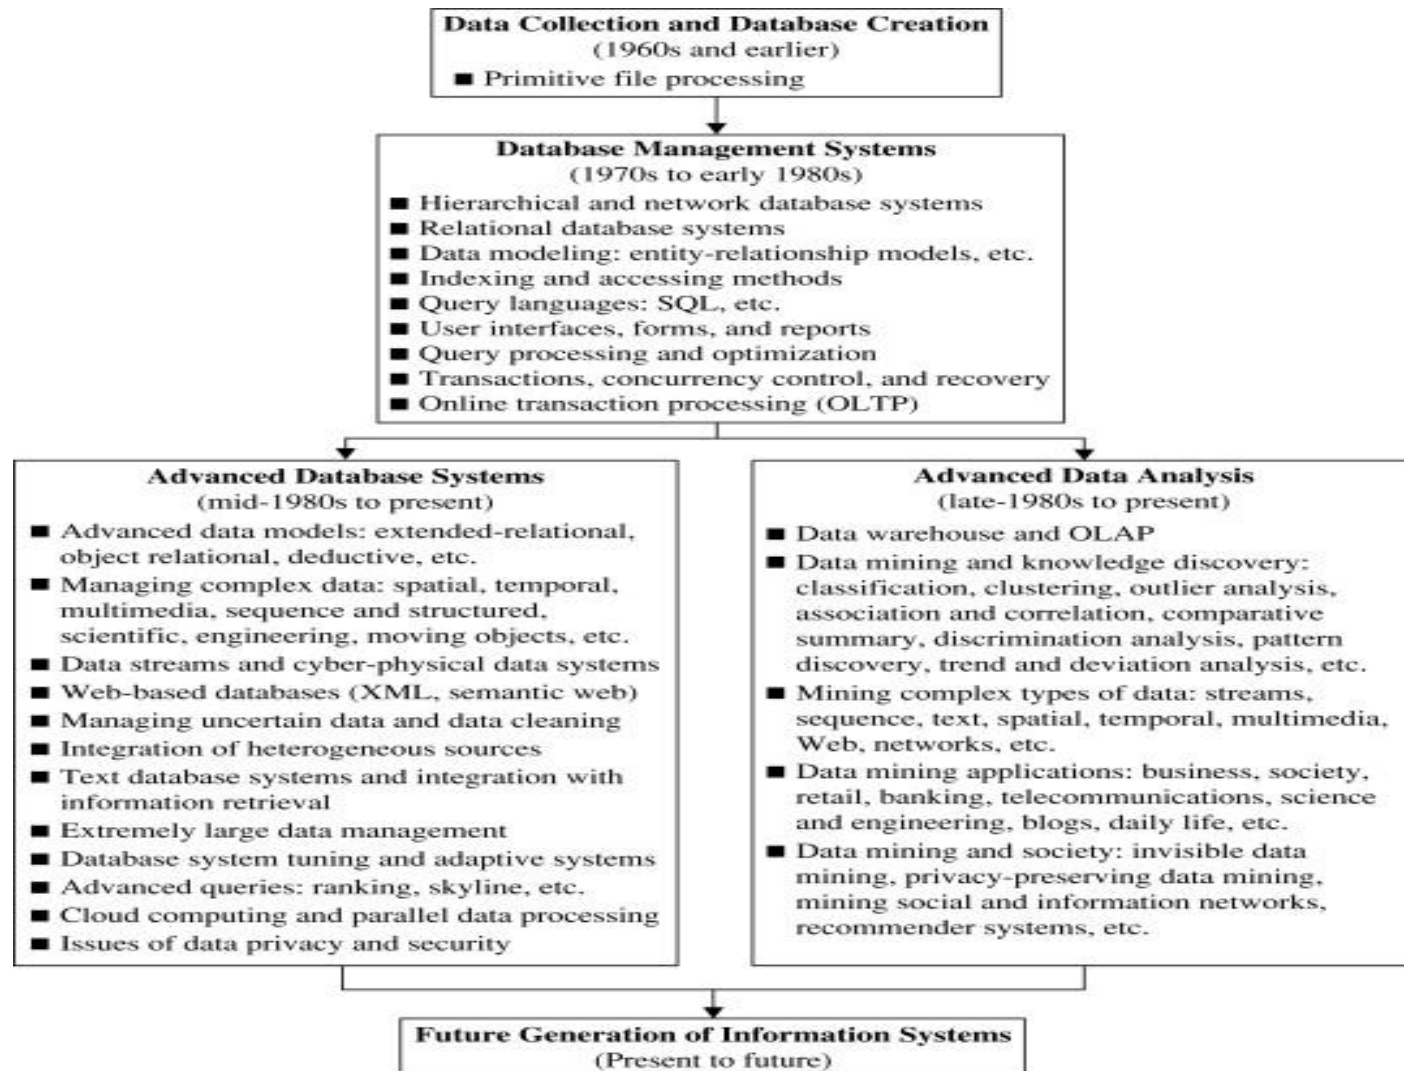 Data Collection and Database Creation
(1960s and earlier)
■ Primitive file processing
Database Management Systems
(1970s to early 1980s)
■ Hierarchical and network database systems
■ Relational database systems
■ Data modeling: entity-relationship models, etc.
■ Indexing and accessing methods
■ Query languages: SQL, etc.
■ User interfaces, forms, and reports
■ Query processing and optimization
■ Transactions, concurrency control, and recovery
■ Online transaction processing (OLTP)
Advanced Database Systems
(mid-1980s to present)
■ Advanced data models: extended-relational,
object relational, deductive, etc.
■ Managing complex data: spatial, temporal,
multimedia, sequence and structured,
scientific, engineering, moving objects, etc.
■ Data streams and cyber-physical data systems
■ Web-based databases (XML, semantic web)
■ Managing uncertain data and data cleaning
■ Integration of heterogeneous sources
■ Text database systems and integration with
information retrieval
■ Extremely large data management
■ Database system tuning and adaptive systems
■ Advanced queries: ranking, skyline, etc.
■ Cloud computing and parallel data processing
■ Issues of data privacy and security
Advanced Data Analysis
(late-1980s to present)
■ Data warehouse and OLAP
■ Data mining and knowledge discovery:
classification, clustering, outlier analysis,
association and correlation, comparative
summary, discrimination analysis, pattern
discovery, trend and deviation analysis, etc.
■ Mining complex types of data: streams,
sequence, text, spatial, temporal, multimedia,
Web, networks, etc.
■ Data mining applications: business, society,
retail, banking, telecommunications, science
and engineering, blogs, daily life, etc.
■ Data mining and society: invisible data
mining, privacy-preserving data mining,
mining social and information networks,
recommender systems, etc.
Future Generation of Information Systems
(Present to future)